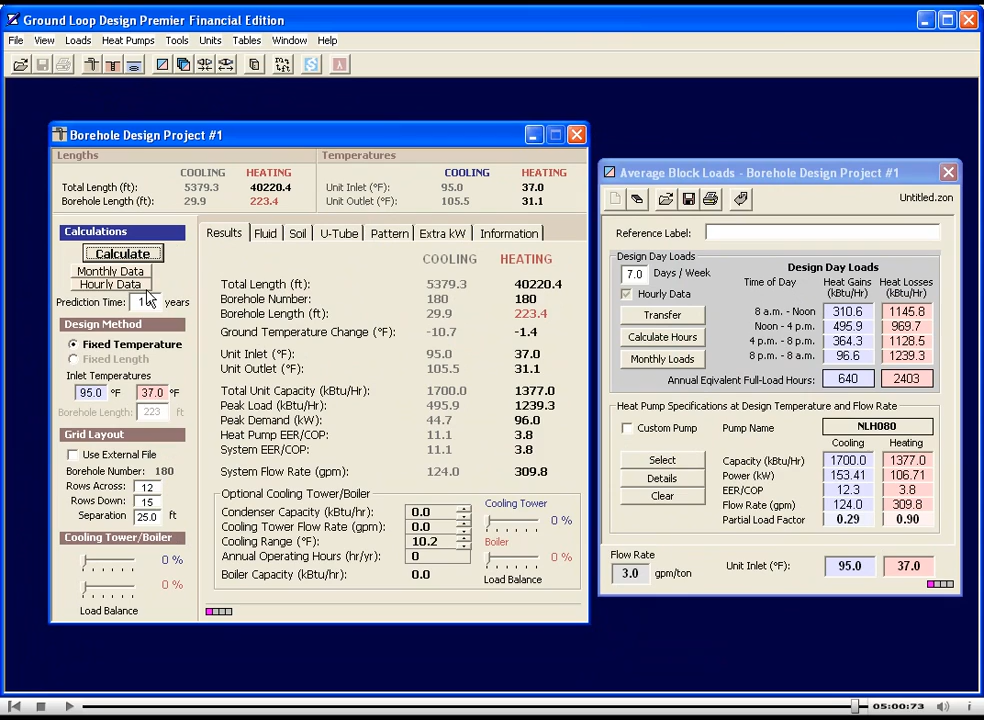 Ground Loop Design Premier Financial Edition
File View Loads Heat Pumps Tools Units Tables Window Help
Borehole Design Project #1
Lengths
COOLING HEATING
Total Length (ft): 5379.3 40220.4
Borehole Length (ft): 29.9 223.4
Temperatures
COOLING HEATING
Unit Inlet (°F): 95.0 37.0
Unit Outlet (°F): 105.5 31.1
Calculations
Calculate
Monthly Data
Hourly Data
Prediction Time: 1 years
Design Method
Fixed Temperature
Fixed Length
Inlet Temperatures
95.0 °F 37.0 °F
Borehole Length: 223 ft
Grid Layout
Use External File
Borehole Number: 180
Rows Across: 12
Rows Down: 15
Separation 25.0 ft
Cooling Tower/Boiler
0 %
0 %
Load Balance
Results Fluid Soil U-Tube Pattern Extra kW Information
COOLING HEATING
Total Length (ft): 5379.3 40220.4
Borehole Number: 180 180
Borehole Length (ft): 29.9 223.4
Ground Temperature Change (°F): -10.7 -1.4
Unit Inlet (°F): 95.0 37.0
Unit Outlet (°F): 105.5 31.1
Total Unit Capacity (kBtu/Hr): 1700.0 1377.0
Peak Load (kBtu/Hr): 495.9 1239.3
Peak Demand (kW): 44.7 96.0
Heat Pump EER/COP: 11.1 3.8
System EER/COP: 11.1 3.8
System Flow Rate (gpm): 124.0 309.8
Optional Cooling Tower/Boiler
Condenser Capacity (kBtu/hr): 0.0
Cooling Tower Flow Rate (gpm): 0.0
Cooling Range (°F): 10.2
Annual Operating Hours (hr/yr): 0
Boiler Capacity (kBtu/hr): 0.0
Cooling Tower
0 %
Boiler
0 %
Load Balance
Average Block Loads - Borehole Design Project #1
Untitled.zon
Reference Label:
Design Day Loads
7.0 Days / Week
Hourly Data
Transfer
Calculate Hours
Monthly Loads
Design Day Loads
Time of Day Heat Gains (kBtu/Hr) Heat Losses (kBtu/Hr)
8 a.m. - Noon 310.6 1145.8
Noon - 4 p.m. 495.9 969.7
4 p.m. - 8 p.m. 364.3 1128.5
8 p.m. - 8 a.m. 96.6 1239.3
Annual Eqivalent Full-Load Hours: 640 2403
Heat Pump Specifications at Design Temperature and Flow Rate
Custom Pump Pump Name NLH080
Cooling Heating
Select
Details
Clear
Capacity (kBtu/Hr) 1700.0 1377.0
Power (kW) 153.41 106.71
EER/COP 12.3 3.8
Flow Rate (gpm) 124.0 309.8
Partial Load Factor 0.29 0.90
Flow Rate
3.0 gpm/ton
Unit Inlet (°F): 95.0 37.0
05:00:73